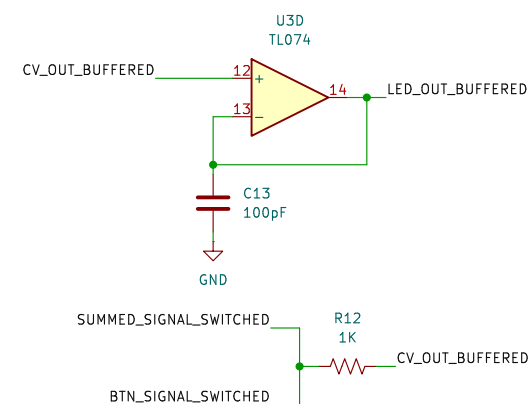 U3D
TL074
CV_OUT_BUFFERED
12
+
14
LED_OUT_BUFFERED
13
−
C13
100pF
GND
SUMMED_SIGNAL_SWITCHED
R12
1K
CV_OUT_BUFFERED
BTN_SIGNAL_SWITCHED